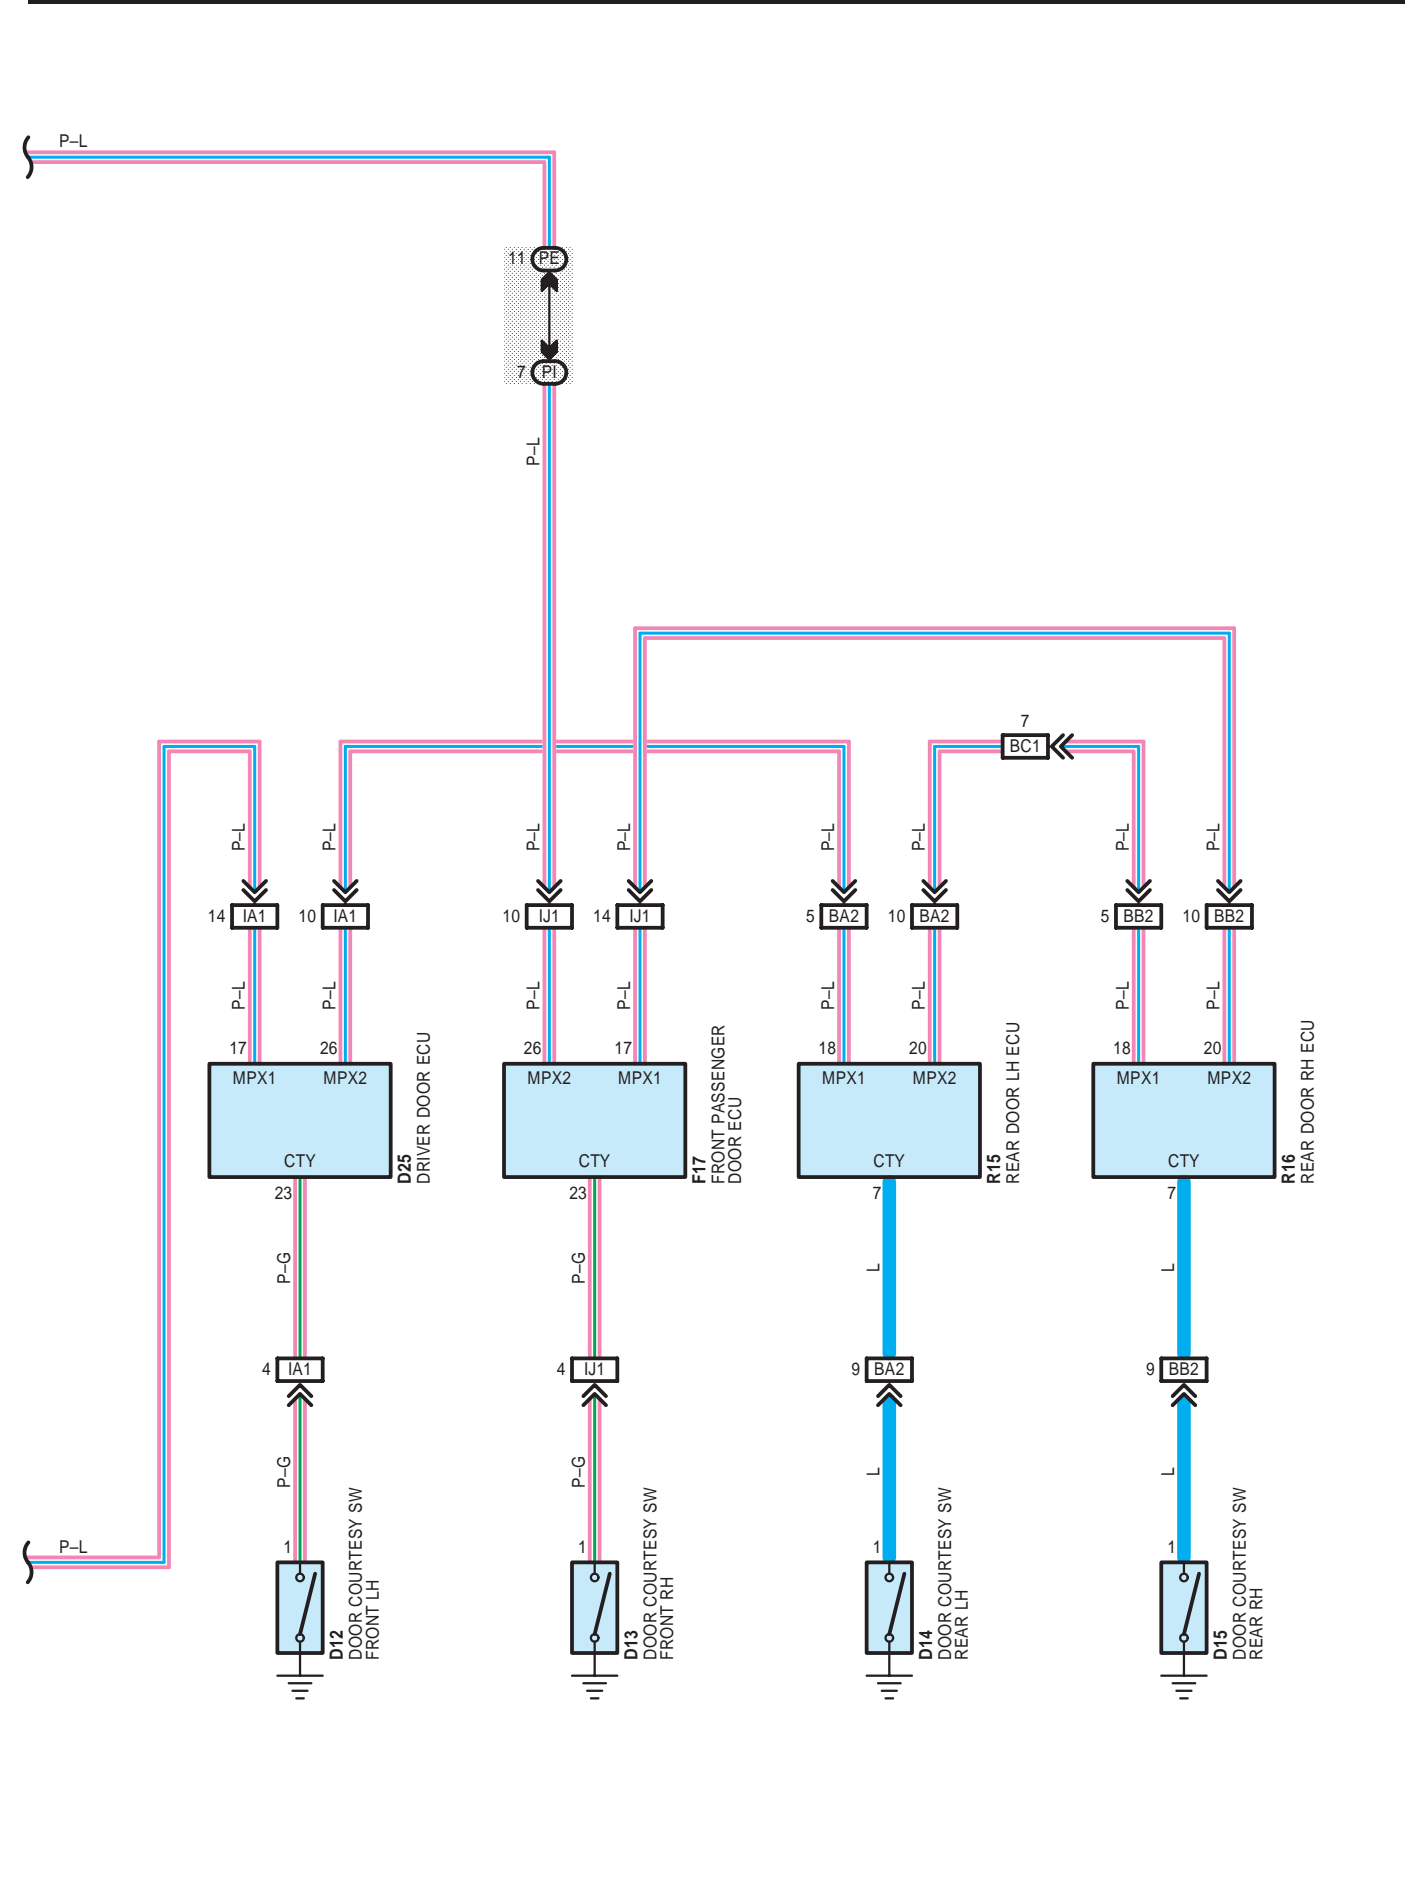 P–L
11 PE
7 PI
P–L
7
BC1
P–L
P–L
P–L
P–L
P–L
P–L
P–L
P–L
14 IA1
10 IA1
10 IJ1
14 IJ1
5 BA2
10 BA2
5 BB2
10 BB2
P–L
P–L
P–L
P–L
P–L
P–L
P–L
P–L
17
26
26
17
18
20
18
20
MPX1
MPX2
MPX2
MPX1
MPX1
MPX2
MPX1
MPX2
CTY
CTY
CTY
CTY
D25
DRIVER DOOR ECU
F17
FRONT PASSENGER
DOOR ECU
R15
REAR DOOR LH ECU
R16
REAR DOOR RH ECU
23
23
7
7
P–G
P–G
L
L
4 IA1
4 IJ1
9 BA2
9 BB2
P–G
P–G
L
L
P–L
1
1
1
1
D12
DOOR COURTESY SW
FRONT LH
D13
DOOR COURTESY SW
FRONT RH
D14
DOOR COURTESY SW
REAR LH
D15
DOOR COURTESY SW
REAR RH